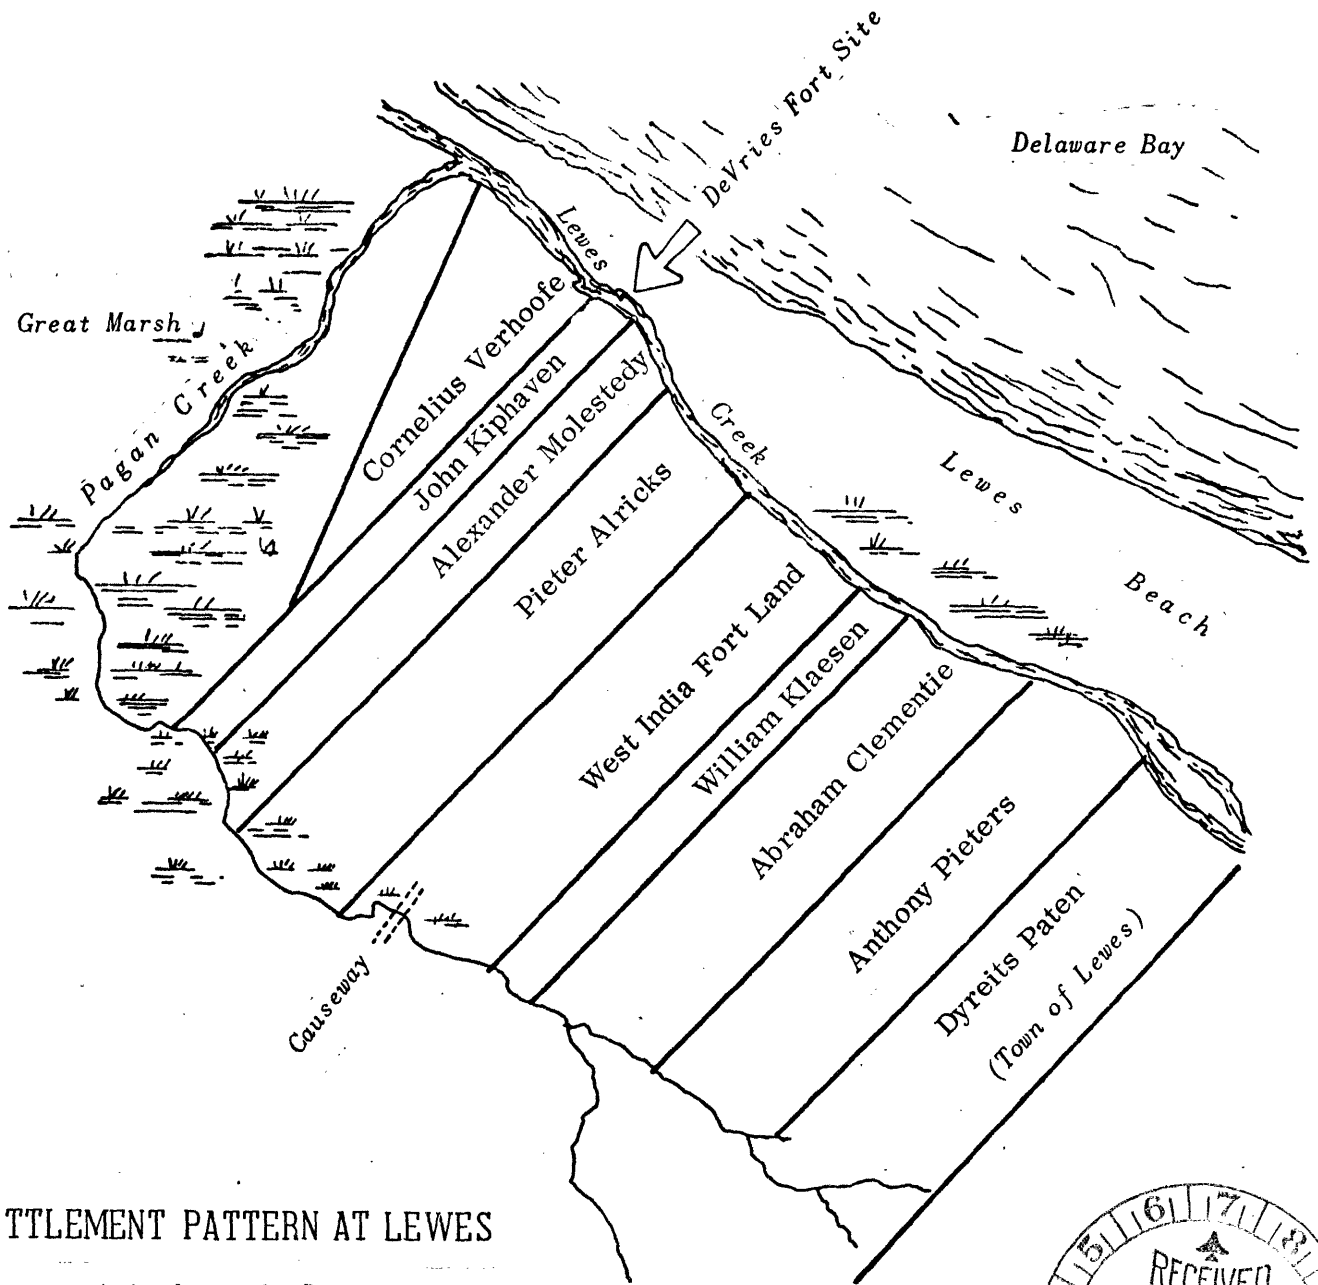 DeVries Fort Site
Delaware Bay
Great Marsh
Pagan Creek
Lewes
Creek
Lewes
Beach
Cornelius Verhoofe
John Kiphaven
Alexander Molestedy
Pieter Alricks
West India Fort Land
William Klaesen
Abraham Clementie
Anthony Pieters
Dyreits Paten
(Town of Lewes)
Causeway
TTLEMENT PATTERN AT LEWES
5 6 7 8
RECEIVED